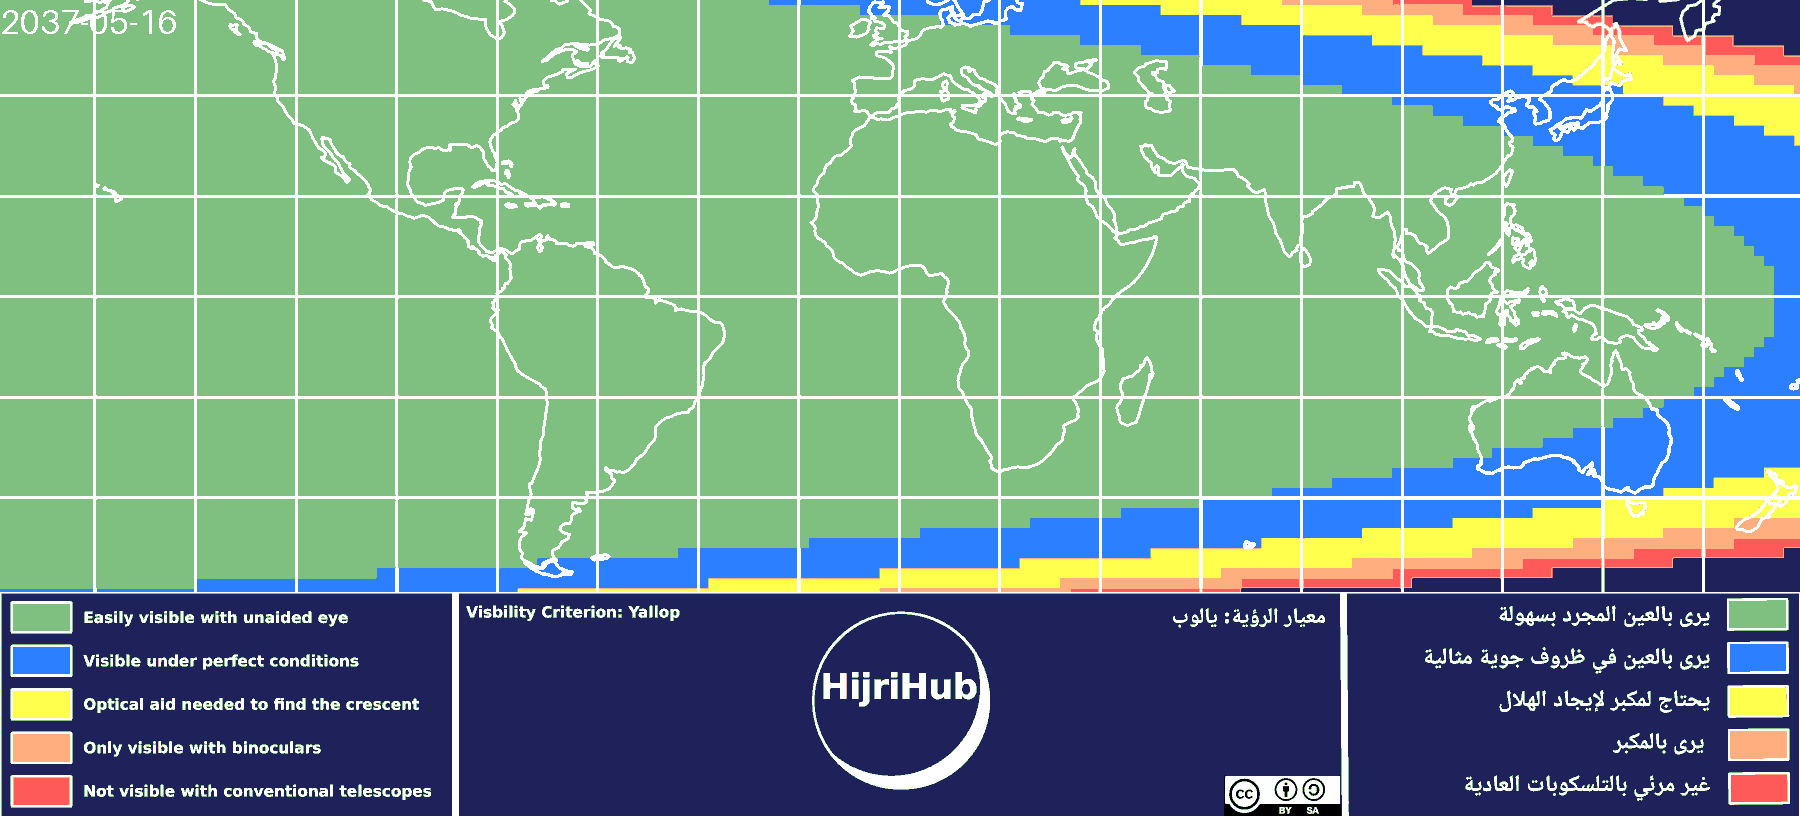 2037-05-16
Easily visible with unaided eye
Visible under perfect conditions
Optical aid needed to find the crescent
Only visible with binoculars
Not visible with conventional telescopes
Visbility Criterion: Yallop
معيار الرؤية: يالوب
HijriHub
cc
BY SA
يرى بالعين المجرد بسهولة
يرى بالعين في ظروف جوية مثالية
يحتاج لمكبر لإيجاد الهلال
يرى بالمكبر
غير مرئي بالتلسكوبات العادية